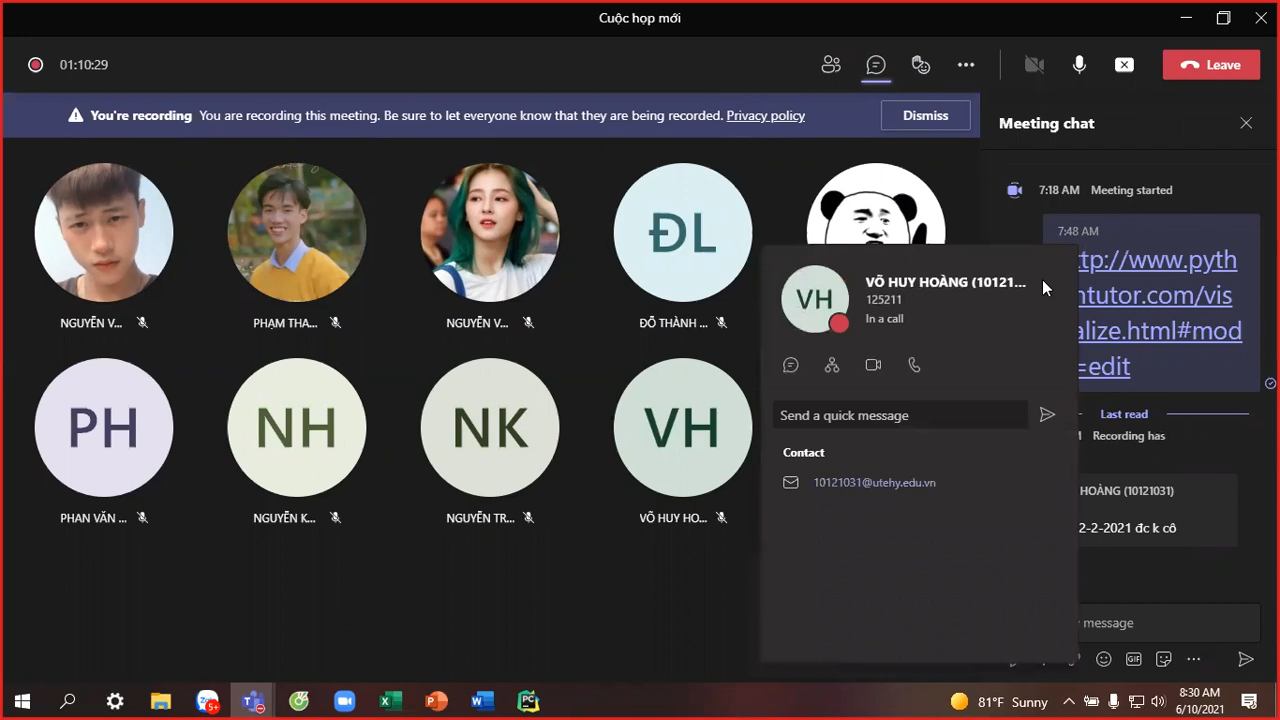 Cuộc họp mới
01:10:29
Leave
You're recording You are recording this meeting. Be sure to let everyone know that they are being recorded. Privacy policy
Dismiss
Meeting chat
7:18 AM Meeting started
7:48 AM
ttp://www.pyth
ntutor.com/vis
alize.html#mod
=edit
Last read
Recording has
HOÀNG (10121031)
2-2-2021 đc k cô
message
GIF
ĐL
NGUYỄN V...
PHẠM THA...
NGUYỄN V...
ĐỖ THÀNH ...
PH
NH
NK
VH
PHAN VĂN ...
NGUYỄN K...
NGUYỄN TR...
VÕ HUY HO...
VH
VÕ HUY HOÀNG (10121...
125211
In a call
Send a quick message
Contact
10121031@utehy.edu.vn
Zalo
5+
81°F Sunny
8:30 AM
6/10/2021